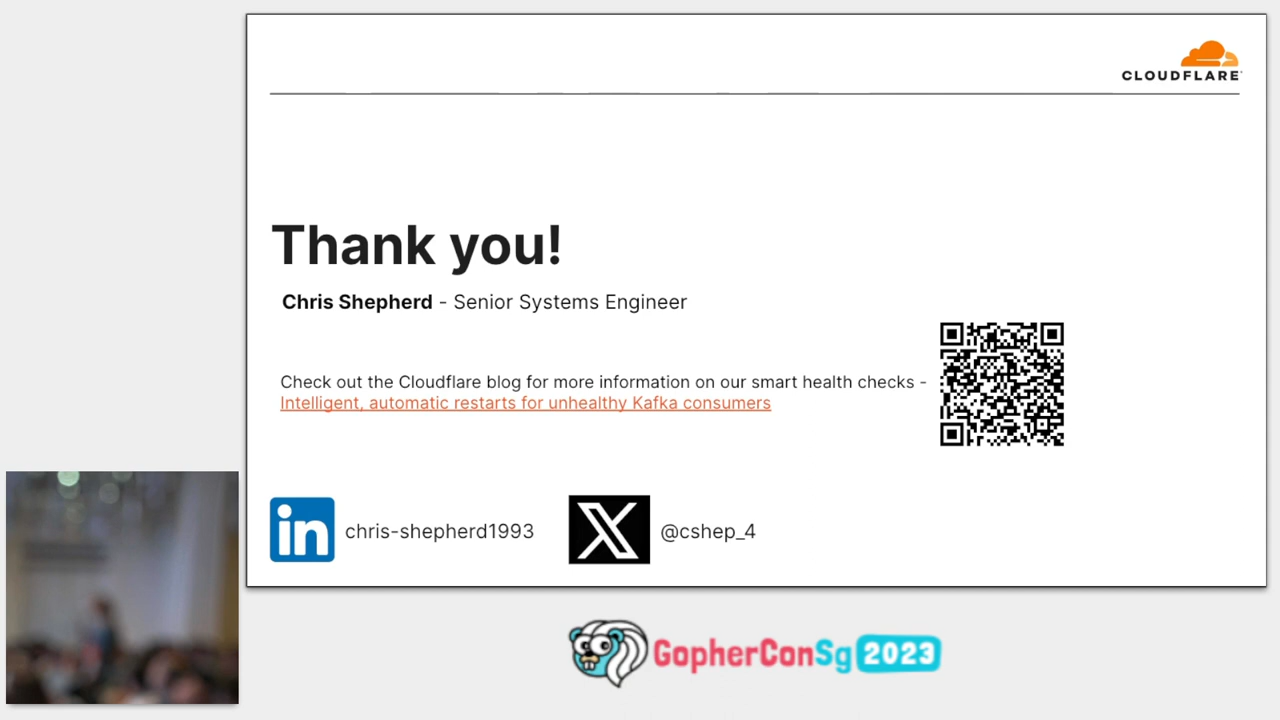 CLOUDFLARE
Thank you!
Chris Shepherd - Senior Systems Engineer
Check out the Cloudflare blog for more information on our smart health checks -
Intelligent, automatic restarts for unhealthy Kafka consumers
in chris-shepherd1993 X @cshep_4
GopherConSg 2023